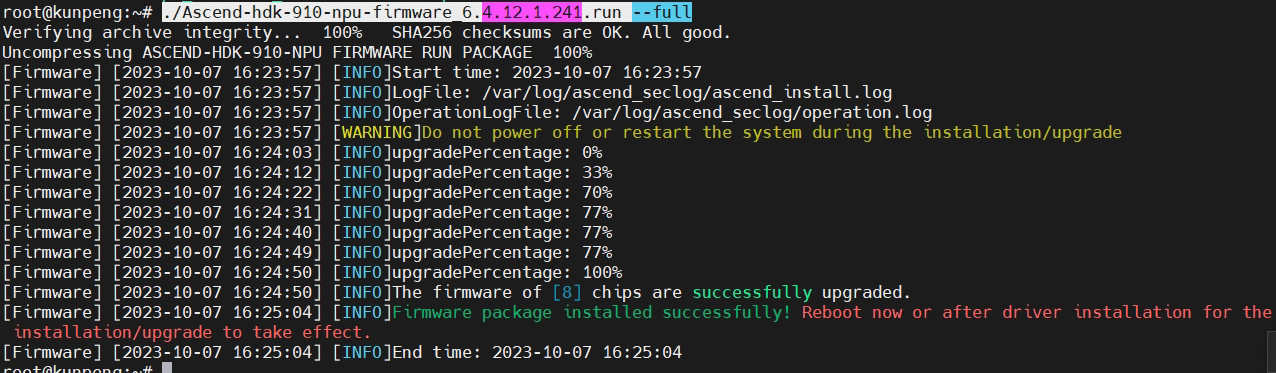 root@kunpeng:~# ./Ascend-hdk-910-npu-firmware_6.4.12.1.241.run --full
Verifying archive integrity...  100%   SHA256 checksums are OK. All good.
Uncompressing ASCEND-HDK-910-NPU FIRMWARE RUN PACKAGE  100%
[Firmware] [2023-10-07 16:23:57] [INFO]Start time: 2023-10-07 16:23:57
[Firmware] [2023-10-07 16:23:57] [INFO]LogFile: /var/log/ascend_seclog/ascend_install.log
[Firmware] [2023-10-07 16:23:57] [INFO]OperationLogFile: /var/log/ascend_seclog/operation.log
[Firmware] [2023-10-07 16:23:57] [WARNING]Do not power off or restart the system during the installation/upgrade
[Firmware] [2023-10-07 16:24:03] [INFO]upgradePercentage: 0%
[Firmware] [2023-10-07 16:24:12] [INFO]upgradePercentage: 33%
[Firmware] [2023-10-07 16:24:22] [INFO]upgradePercentage: 70%
[Firmware] [2023-10-07 16:24:31] [INFO]upgradePercentage: 77%
[Firmware] [2023-10-07 16:24:40] [INFO]upgradePercentage: 77%
[Firmware] [2023-10-07 16:24:49] [INFO]upgradePercentage: 77%
[Firmware] [2023-10-07 16:24:50] [INFO]upgradePercentage: 100%
[Firmware] [2023-10-07 16:24:50] [INFO]The firmware of [8] chips are successfully upgraded.
[Firmware] [2023-10-07 16:25:04] [INFO]Firmware package installed successfully! Reboot now or after driver installation for the
 installation/upgrade to take effect.
[Firmware] [2023-10-07 16:25:04] [INFO]End time: 2023-10-07 16:25:04
root@kunpeng:~#